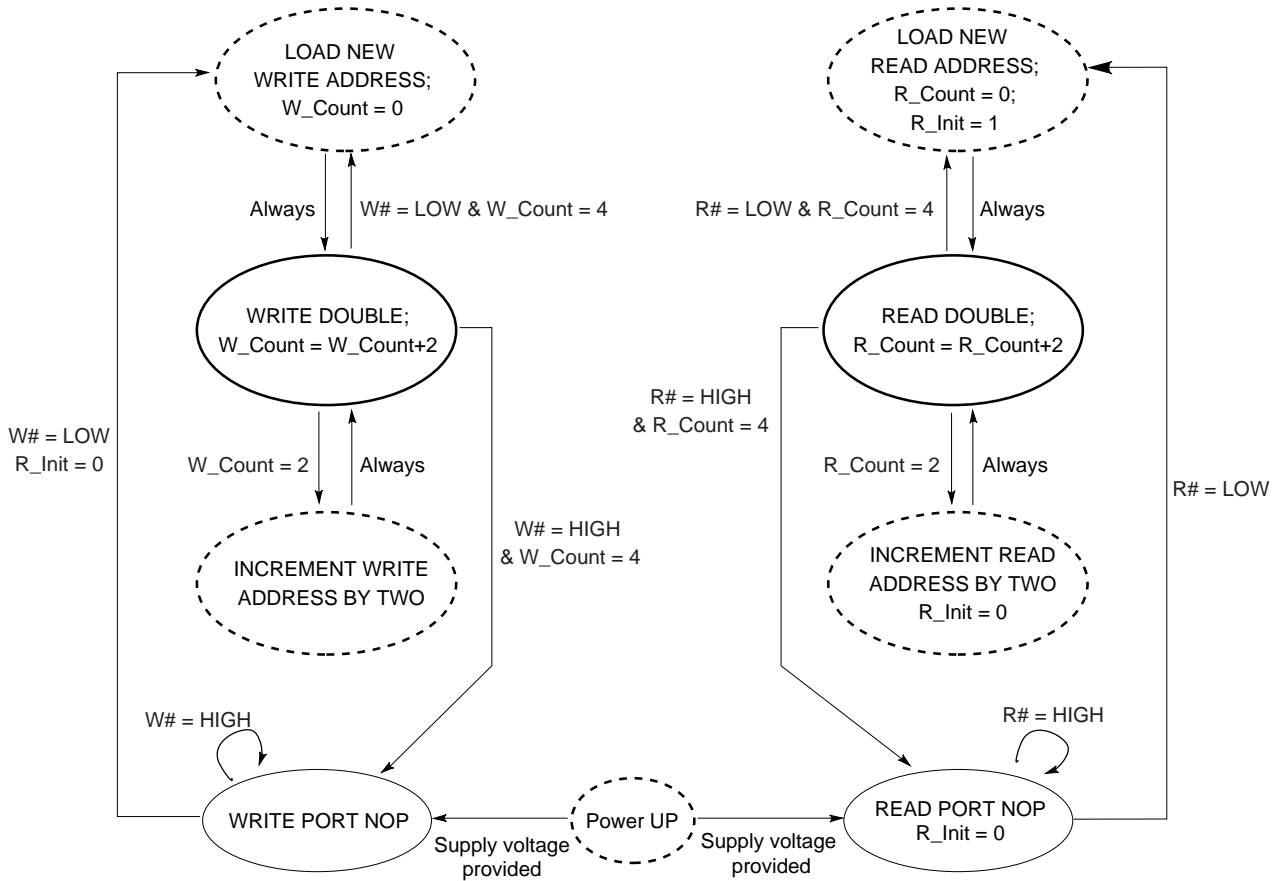 LOAD NEW
WRITE ADDRESS;
W_Count = 0
LOAD NEW
READ ADDRESS;
R_Count = 0;
R_Init = 1
Always
W# = LOW & W_Count = 4
R# = LOW & R_Count = 4
Always
WRITE DOUBLE;
W_Count = W_Count+2
READ DOUBLE;
R_Count = R_Count+2
W# = LOW
R_Init = 0
R# = HIGH
& R_Count = 4
W_Count = 2
Always
R_Count = 2
Always
R# = LOW
W# = HIGH
& W_Count = 4
INCREMENT WRITE
ADDRESS BY TWO
INCREMENT READ
ADDRESS BY TWO
R_Init = 0
W# = HIGH
R# = HIGH
WRITE PORT NOP
Power UP
READ PORT NOP
R_Init = 0
Supply voltage
provided
Supply voltage
provided